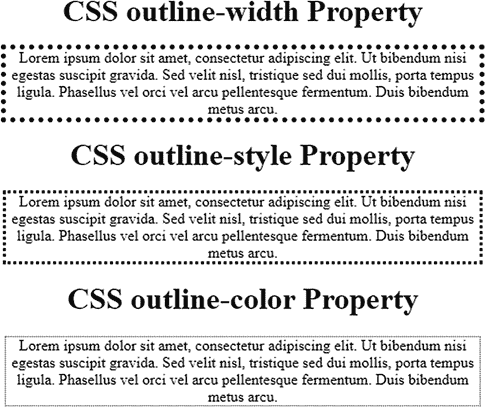 CSS outline-width Property
Lorem ipsum dolor sit amet, consectetur adipiscing elit. Ut bibendum nisi
egestas suscipit gravida. Sed velit nisl, tristique sed dui mollis, porta tempus
ligula. Phasellus vel orci vel arcu pellentesque fermentum. Duis bibendum
metus arcu.
CSS outline-style Property
Lorem ipsum dolor sit amet, consectetur adipiscing elit. Ut bibendum nisi
egestas suscipit gravida. Sed velit nisl, tristique sed dui mollis, porta tempus
ligula. Phasellus vel orci vel arcu pellentesque fermentum. Duis bibendum
metus arcu.
CSS outline-color Property
Lorem ipsum dolor sit amet, consectetur adipiscing elit. Ut bibendum nisi
egestas suscipit gravida. Sed velit nisl, tristique sed dui mollis, porta tempus
ligula. Phasellus vel orci vel arcu pellentesque fermentum. Duis bibendum
metus arcu.